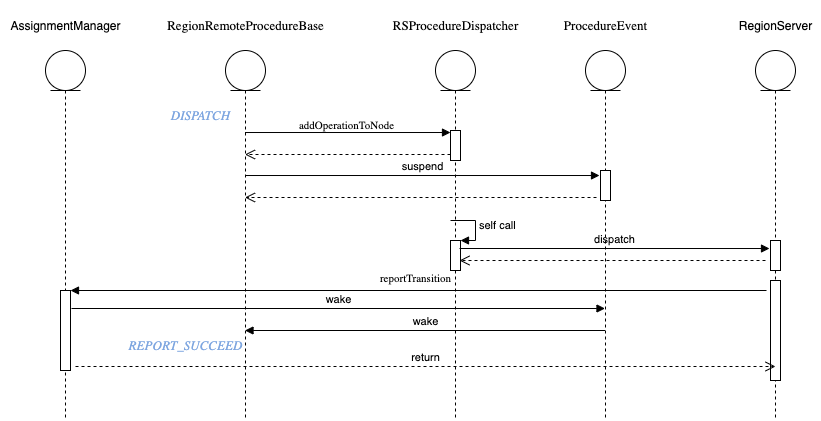 AssignmentManager
RegionRemoteProcedureBase
RSProcedureDispatcher
ProcedureEvent
RegionServer
DISPATCH
addOperationToNode
suspend
self call
dispatch
reportTransition
wake
wake
REPORT_SUCCEED
return